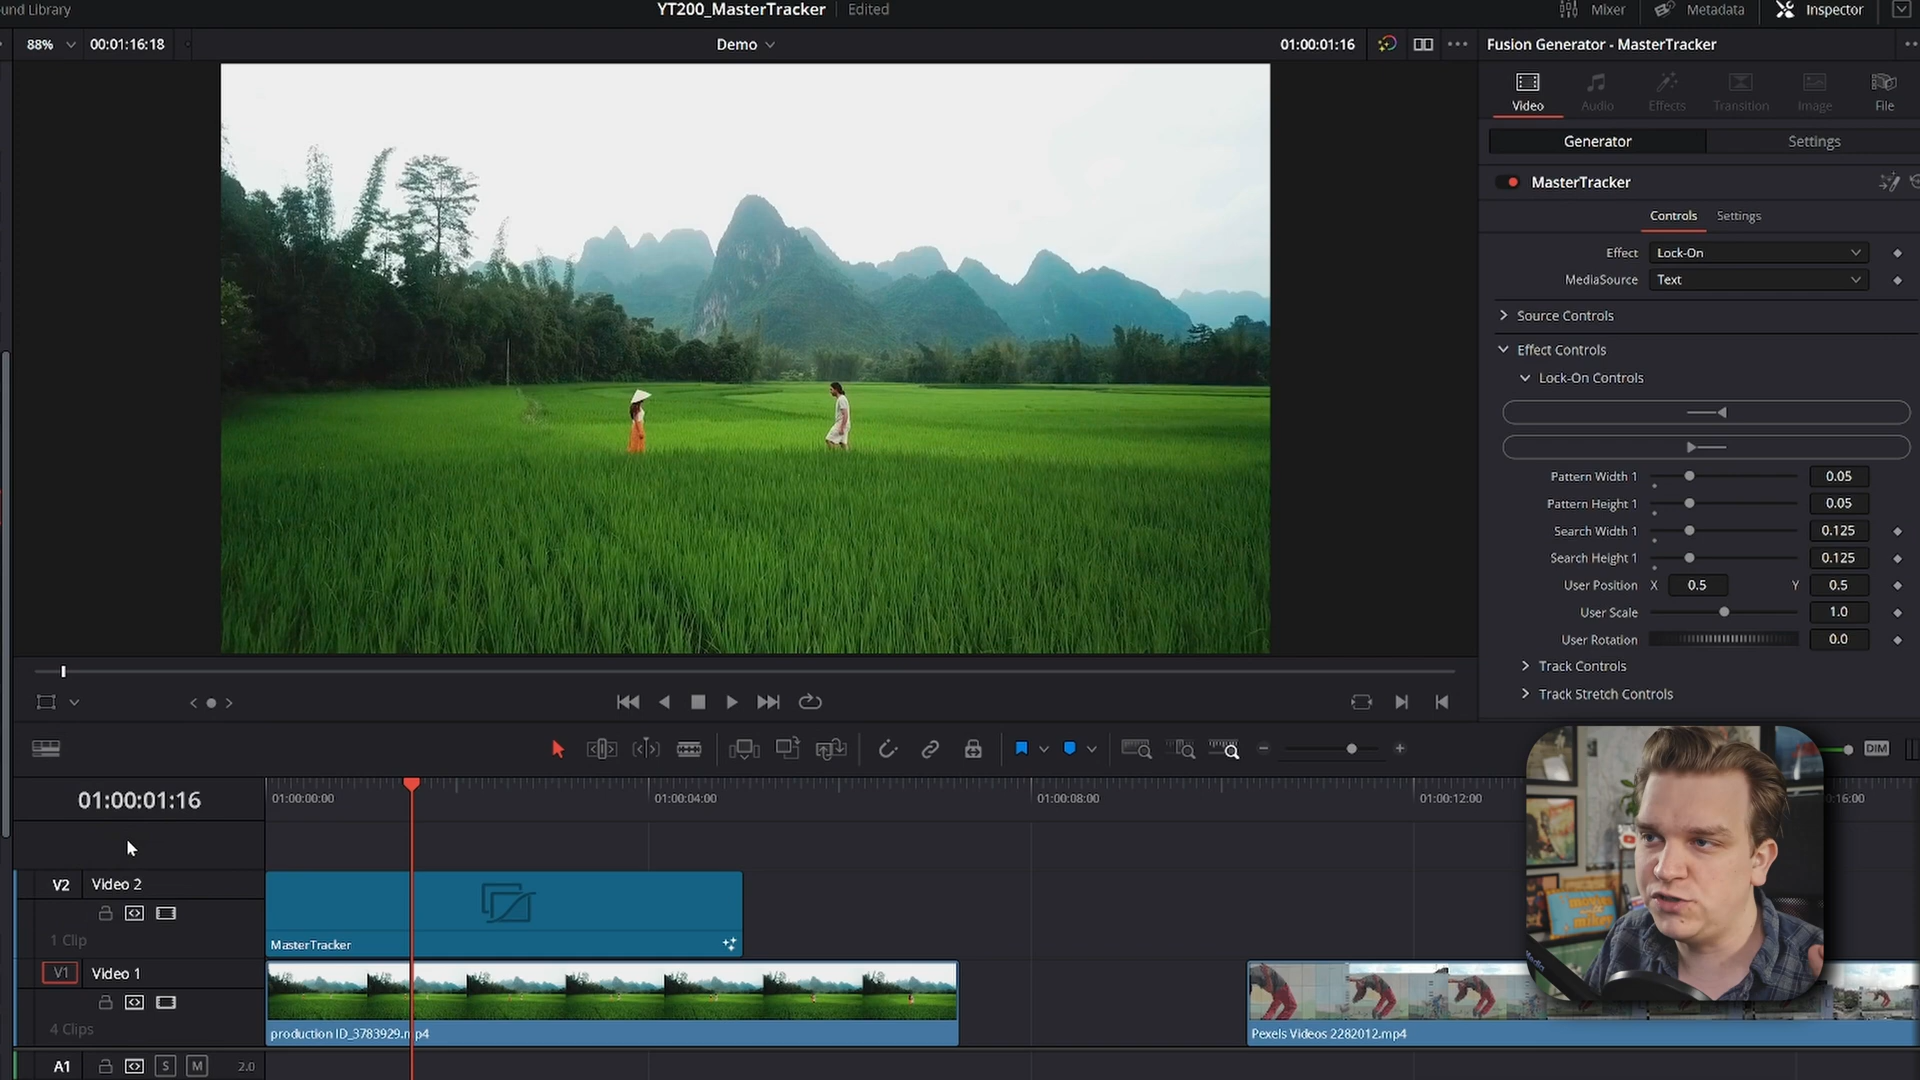 und Library
YT200_MasterTracker
Edited
Mixer
Metadata
Inspector
88%
00:01:16:18
Demo
01:00:01:16
Fusion Generator - MasterTracker
Video
Audio
Effects
Transition
Image
File
Generator
Settings
MasterTracker
Controls
Settings
Effect
Lock-On
MediaSource
Text
Source Controls
Effect Controls
Lock-On Controls
Pattern Width 1
0.05
Pattern Height 1
0.05
Search Width 1
0.125
Search Height 1
0.125
User Position
X
0.5
Y
0.5
User Scale
1.0
User Rotation
0.0
Track Controls
Track Stretch Controls
DIM
01:00:01:16
01:00:00:00
01:00:04:00
01:00:08:00
01:00:12:00
0:16:00
V2
Video 2
1 Clip
MasterTracker
V1
Video 1
4 Clips
production ID_3783929.mp4
Pexels Videos 2282012.mp4
movies
with
mikey
A1
S
M
2.0